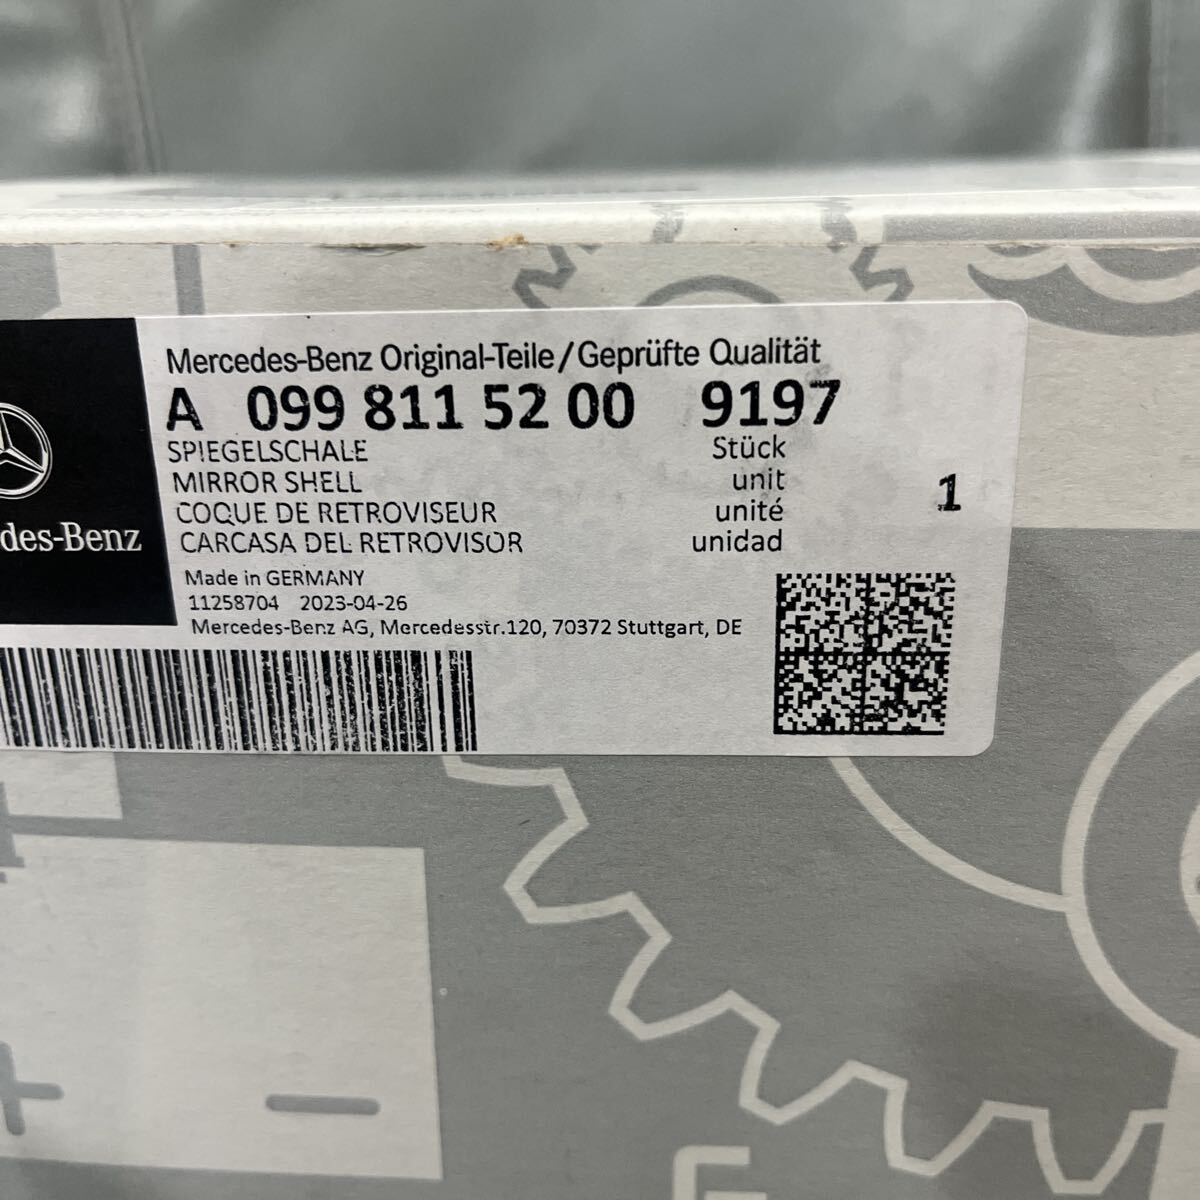 Mercedes-Benz Original-Teile/Geprüfte Qualität
A 099 811 52 00 9197
SPIEGELSCHALE Stück
MIRROR SHELL unit 1
COQUE DE RETROVISEUR unité
CARCASA DEL RETROVISOR unidad
des-Benz
Made in GERMANY
11258704 2023-04-26
Mercedes-Benz AG, Mercedesstr.120, 70372 Stuttgart, DE